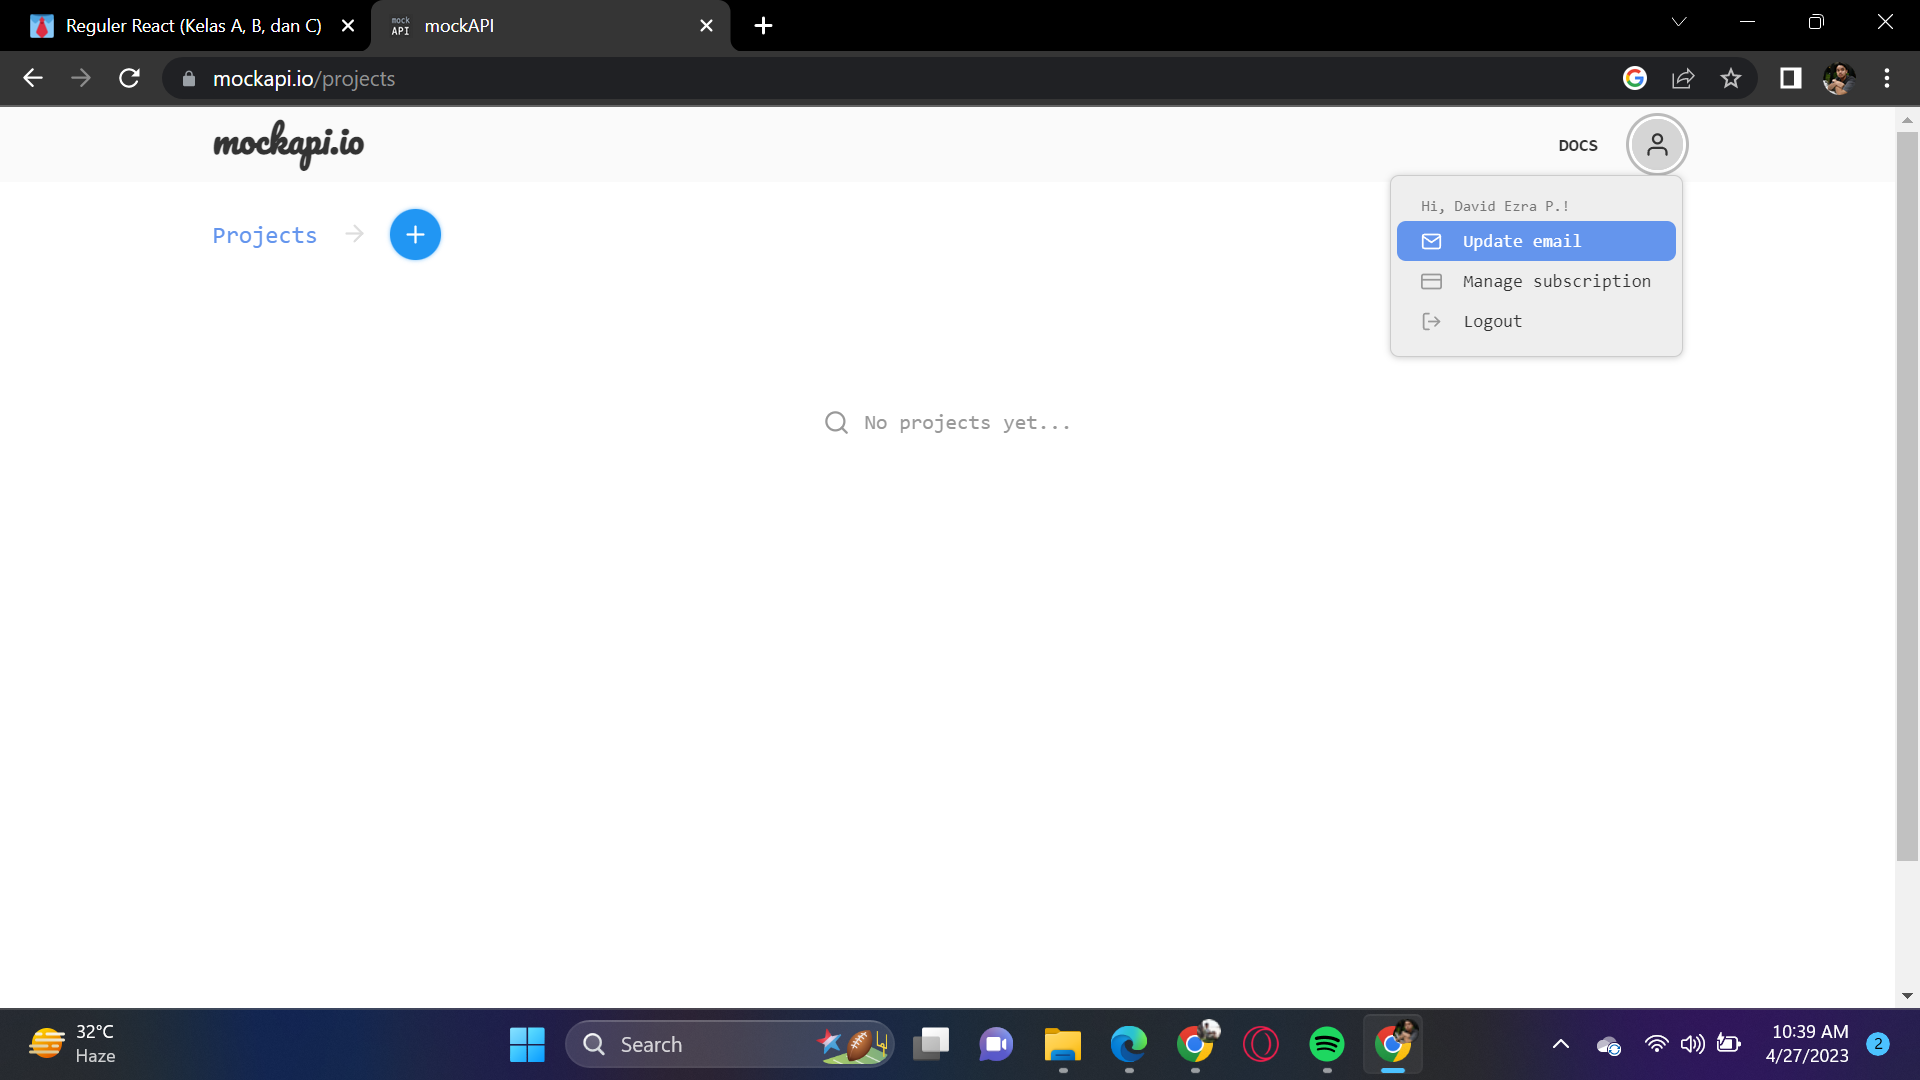 Reguler React (Kelas A, B, dan C)
mock
API
mockAPI
mockapi.io/projects
mockapi.io
DOCS
Hi, David Ezra P.!
Projects
Update email
Manage subscription
Logout
No projects yet...
32°C
Haze
Search
10:39 AM
4/27/2023
2